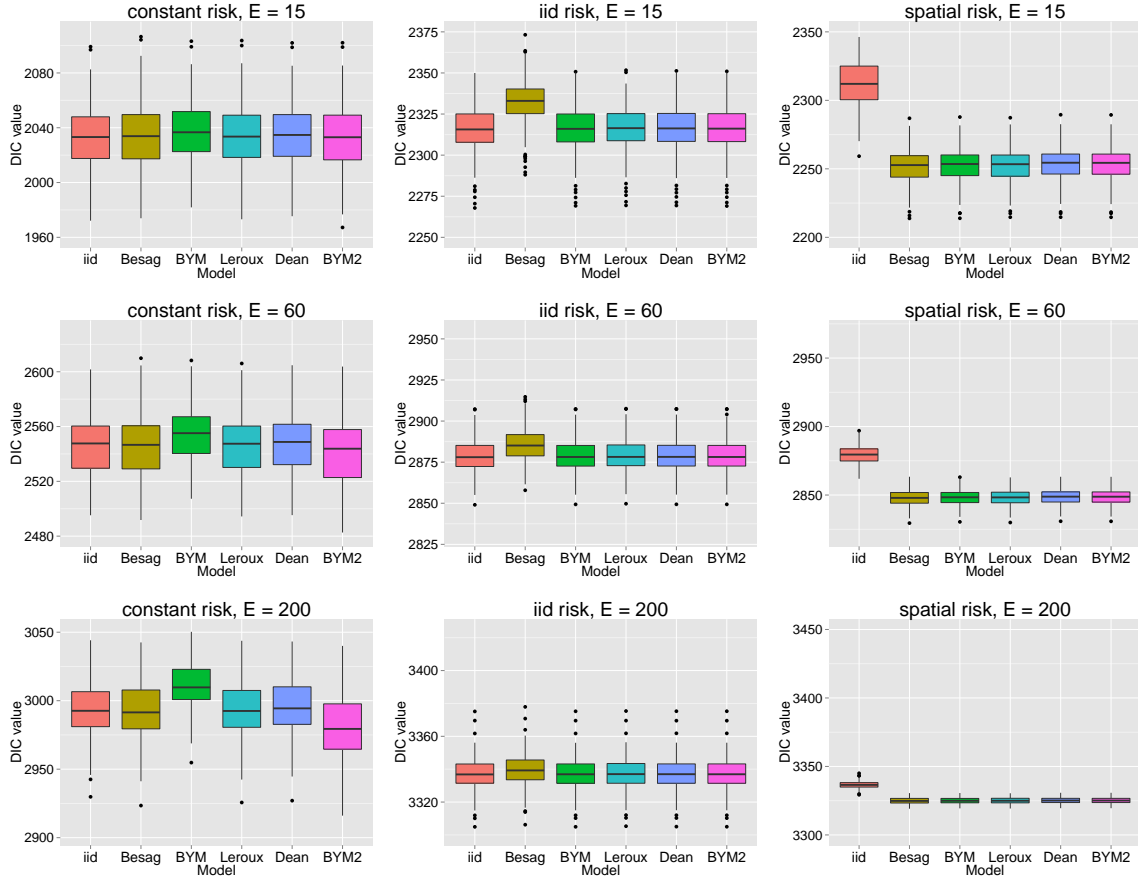 constant risk, E = 15
DIC value
2080
2040
2000
1960
iid Besag BYM Leroux Dean BYM2
Model
iid risk, E = 15
DIC value
2375
2350
2325
2300
2275
2250
iid Besag BYM Leroux Dean BYM2
Model
spatial risk, E = 15
DIC value
2350
2300
2250
2200
iid Besag BYM Leroux Dean BYM2
Model
constant risk, E = 60
DIC value
2600
2560
2520
2480
iid Besag BYM Leroux Dean BYM2
Model
iid risk, E = 60
DIC value
2950
2925
2900
2875
2850
2825
iid Besag BYM Leroux Dean BYM2
Model
spatial risk, E = 60
DIC value
2950
2900
2850
iid Besag BYM Leroux Dean BYM2
Model
constant risk, E = 200
DIC value
3050
3000
2950
2900
iid Besag BYM Leroux Dean BYM2
Model
iid risk, E = 200
DIC value
3400
3360
3320
iid Besag BYM Leroux Dean BYM2
Model
spatial risk, E = 200
DIC value
3450
3400
3350
3300
iid Besag BYM Leroux Dean BYM2
Model